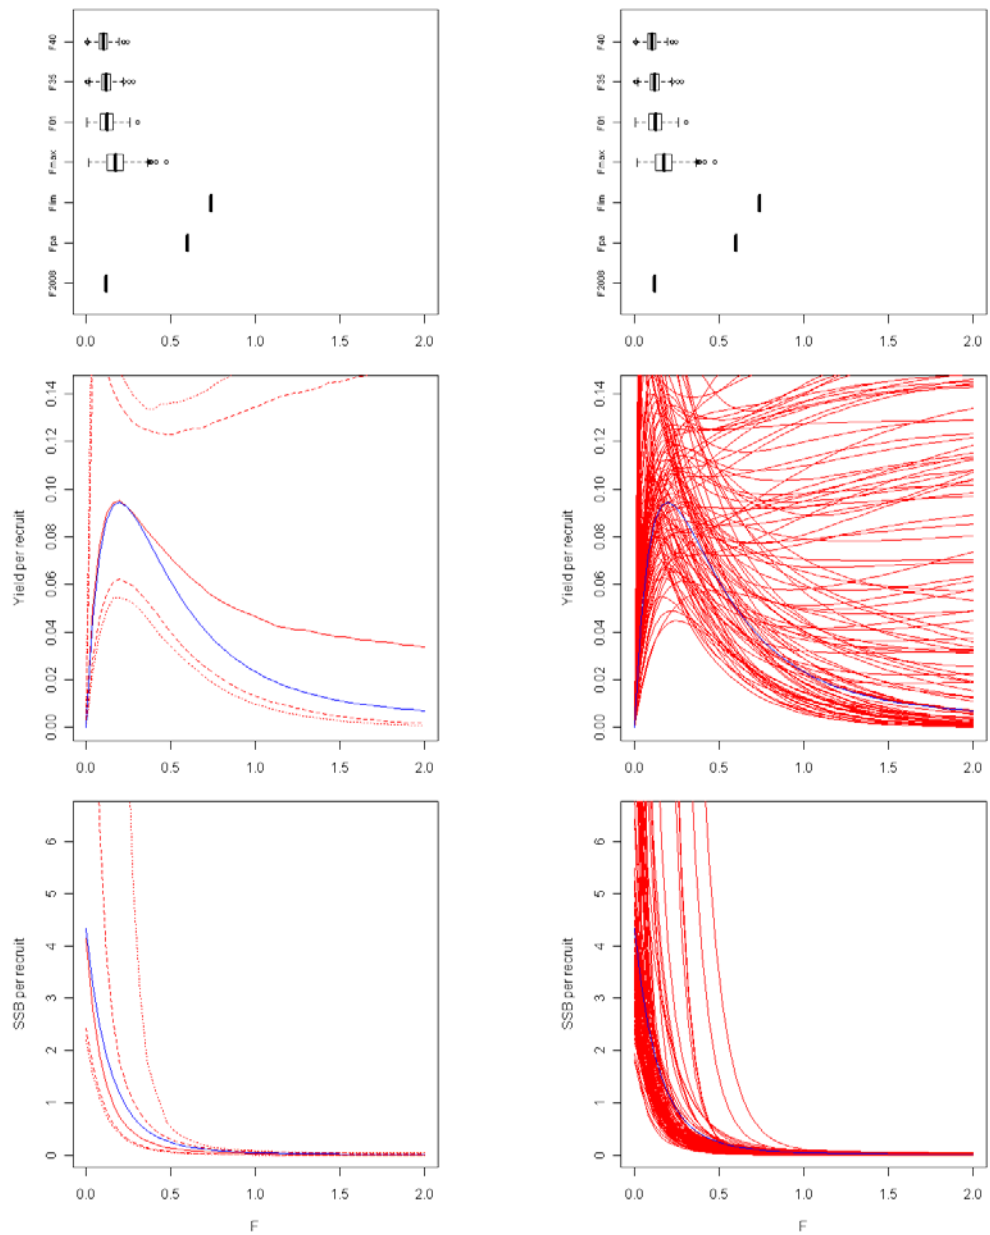 F40
F35
F01
Fmax
Flim
Fpa
F2008
0.0 0.5 1.0 1.5 2.0
F40
F35
F01
Fmax
Flim
Fpa
F2008
0.0 0.5 1.0 1.5 2.0
Yield per recruit
0.00 0.02 0.04 0.06 0.08 0.10 0.12 0.14
0.0 0.5 1.0 1.5 2.0
Yield per recruit
0.00 0.02 0.04 0.06 0.08 0.10 0.12 0.14
0.0 0.5 1.0 1.5 2.0
SSB per recruit
0 1 2 3 4 5 6
0.0 0.5 1.0 1.5 2.0
F
SSB per recruit
0 1 2 3 4 5 6
0.0 0.5 1.0 1.5 2.0
F